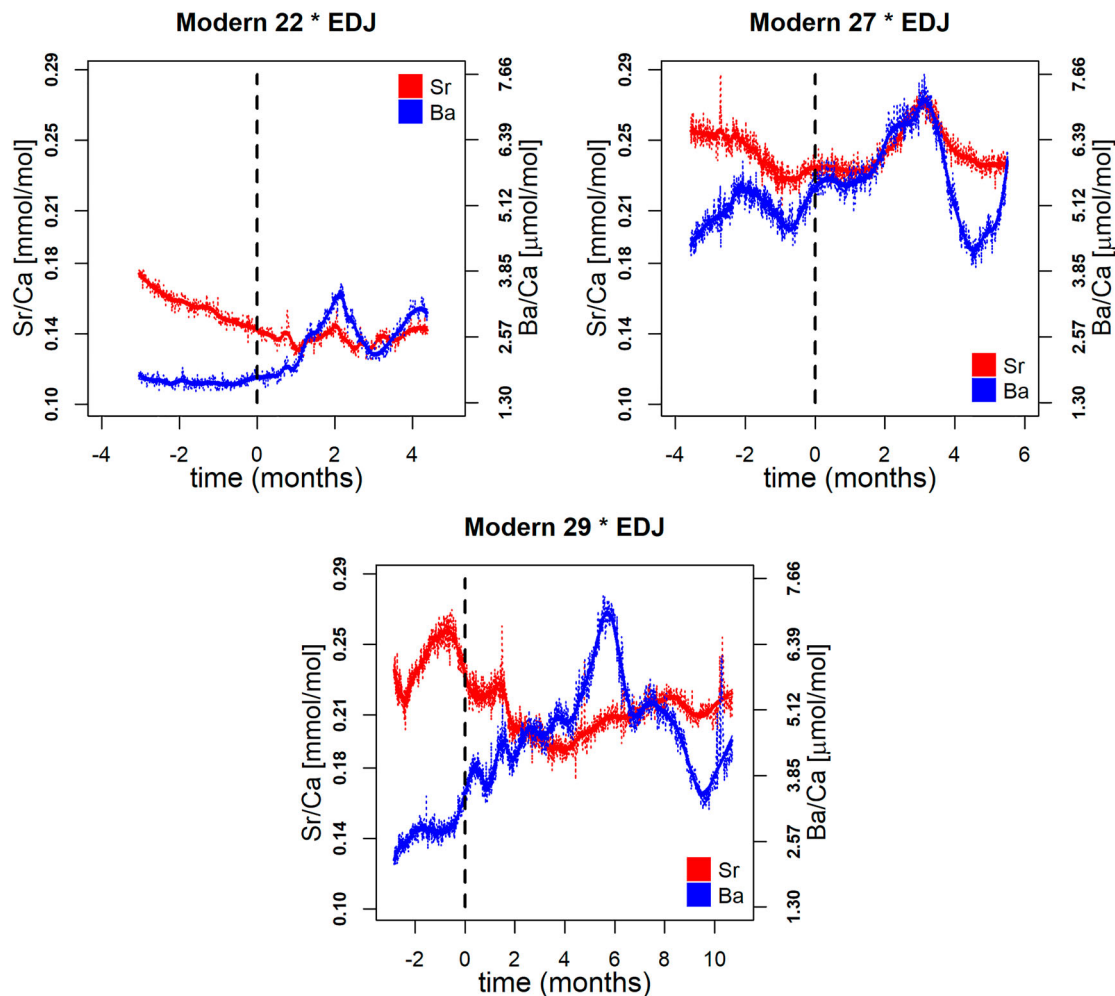 Modern 22 * EDJ
Sr/Ca [mmol/mol]
0.29
0.25
0.21
0.18
0.14
0.10
Sr
Ba
7.66
6.39
5.12
3.85
2.57
1.30
Ba/Ca [μmol/mol]
-4 -2 0 2 4
time (months)
Modern 27 * EDJ
Sr/Ca [mmol/mol]
0.29
0.25
0.21
0.18
0.14
0.10
Sr
Ba
7.66
6.39
5.12
3.85
2.57
1.30
Ba/Ca [μmol/mol]
-4 -2 0 2 4 6
time (months)
Modern 29 * EDJ
Sr/Ca [mmol/mol]
0.29
0.25
0.21
0.18
0.14
0.10
Sr
Ba
7.66
6.39
5.12
3.85
2.57
1.30
Ba/Ca [μmol/mol]
-2 0 2 4 6 8 10
time (months)